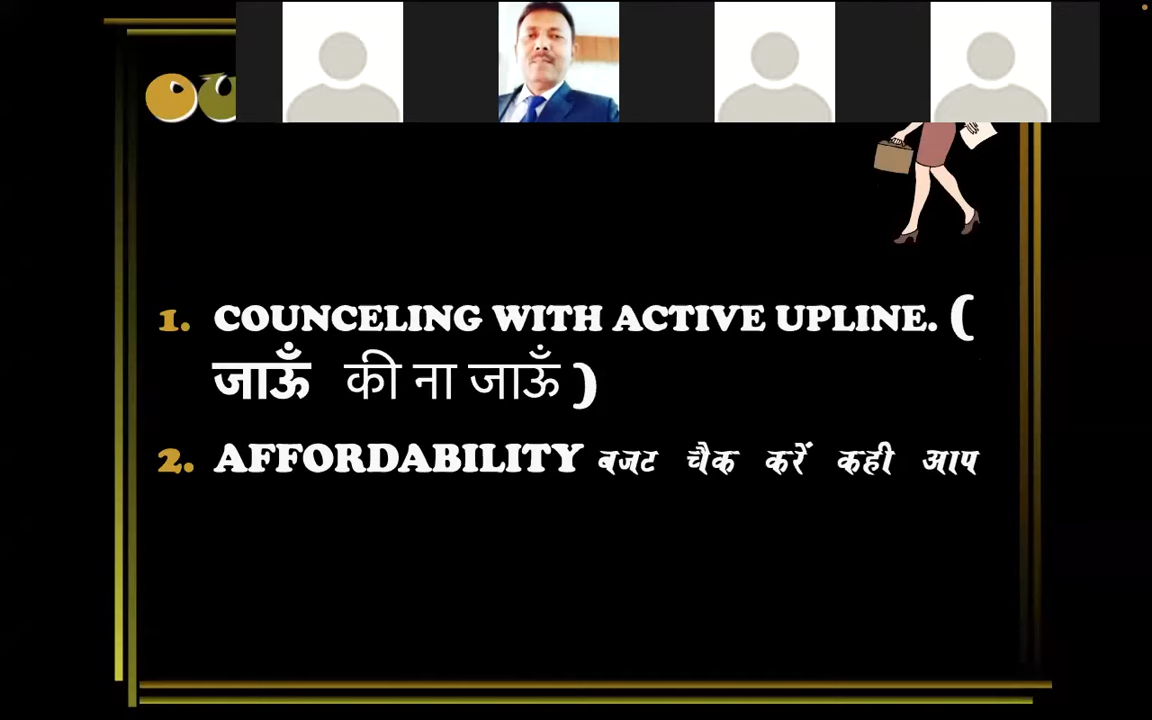 1. COUNCELING WITH ACTIVE UPLINE. (
जाऊँ की ना जाऊँ )
2. AFFORDABILITY बजट चैक करें कही आप